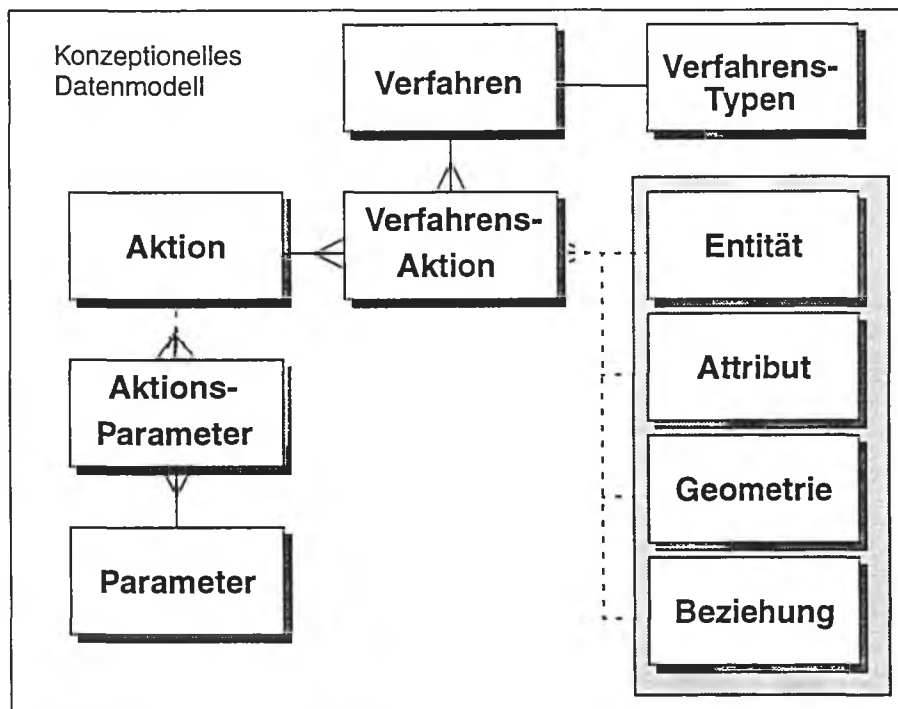 Konzeptionelles
Datenmodell
Verfahren
Verfahrens-
Typen
Aktion
Verfahrens-
Aktion
Entität
Attribut
Aktions-
Parameter
Geometrie
Parameter
Beziehung